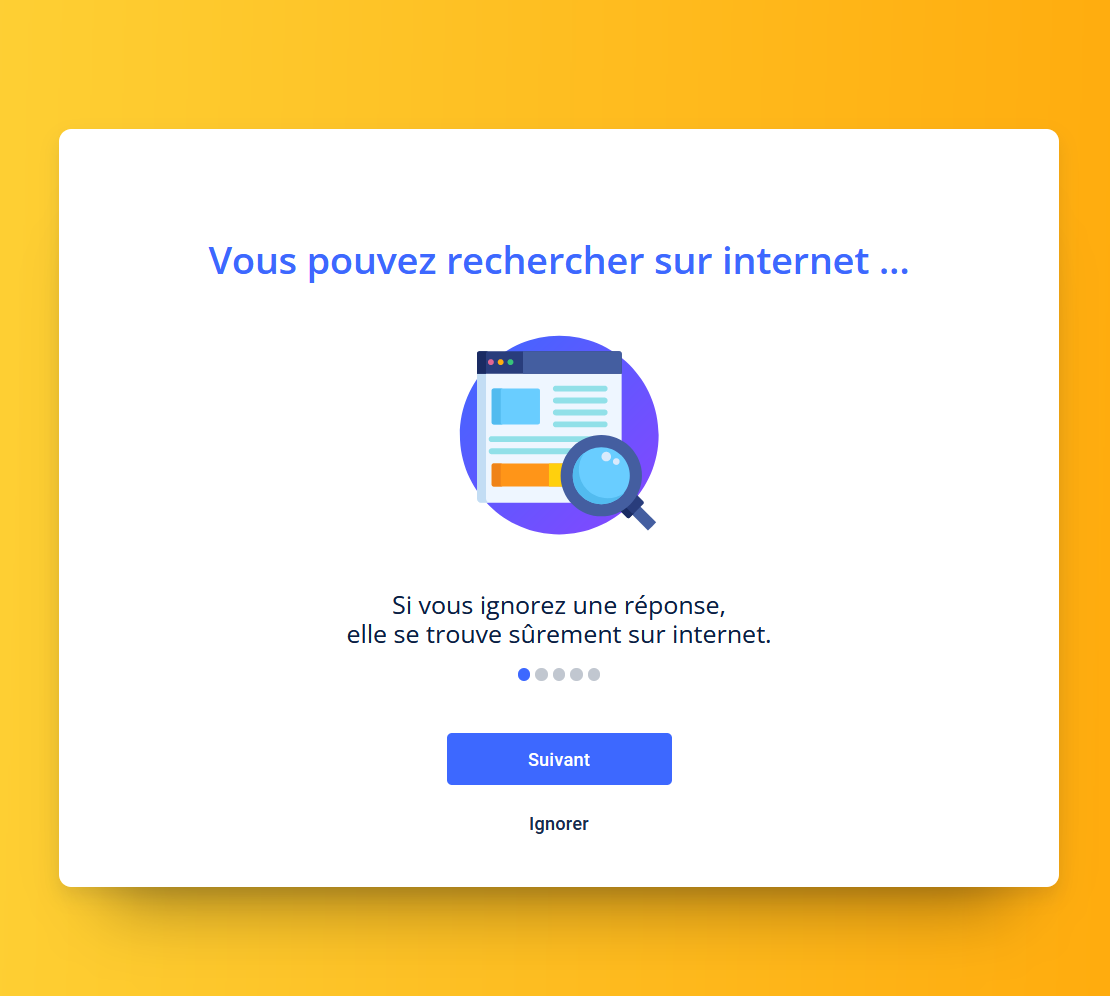 Vous pouvez rechercher sur internet ...
Si vous ignorez une réponse,
elle se trouve sûrement sur internet.
Suivant
Ignorer